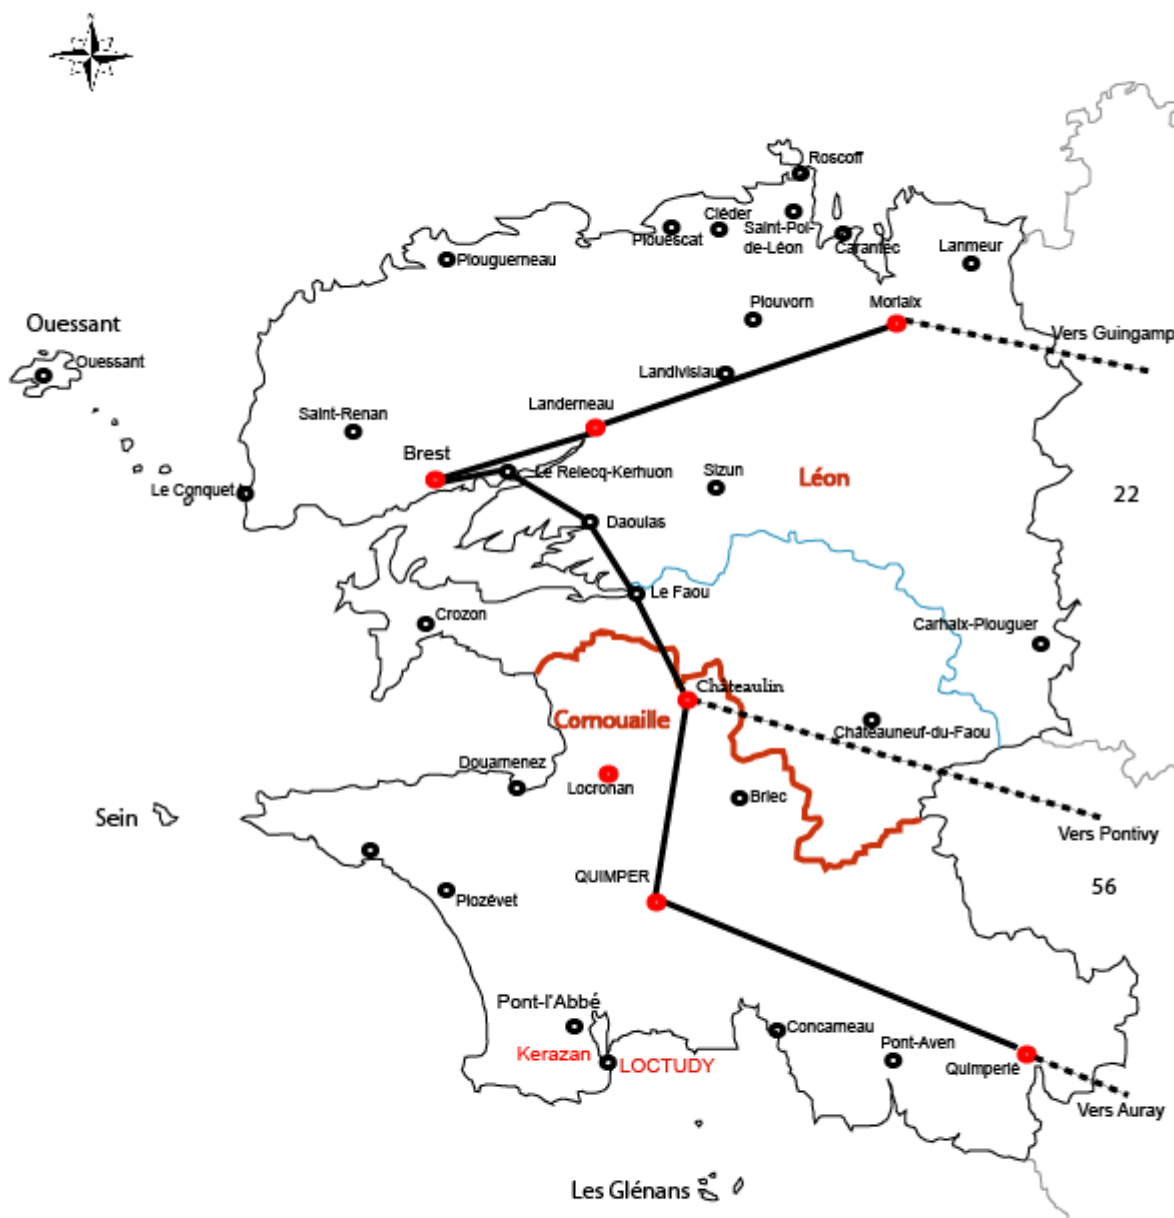 N
Roscoff
Cléder
Plouescat
Saint-Pol-
de-Léon
Carantec
Lanmeur
Plouguerneau
Plouvorn
Morlaix
Ouessant
Vers Guingamp
Ouessant
Landivisiau
Landerneau
Saint-Renan
Brest
Le Relecq-Kerhuon
Sizun
Léon
Le Conquet
22
Daoulas
Le Faou
Crozon
Carhaix-Plouguer
Châteaulin
Cornouaille
Châteauneuf-du-Faou
Douarnenez
Locronan
Briec
Sein
Vers Pontivy
QUIMPER
56
Plozévet
Pont-l'Abbé
Concarneau
Pont-Aven
Kerazan
LOCTUDY
Quimperlé
Vers Auray
Les Glénans